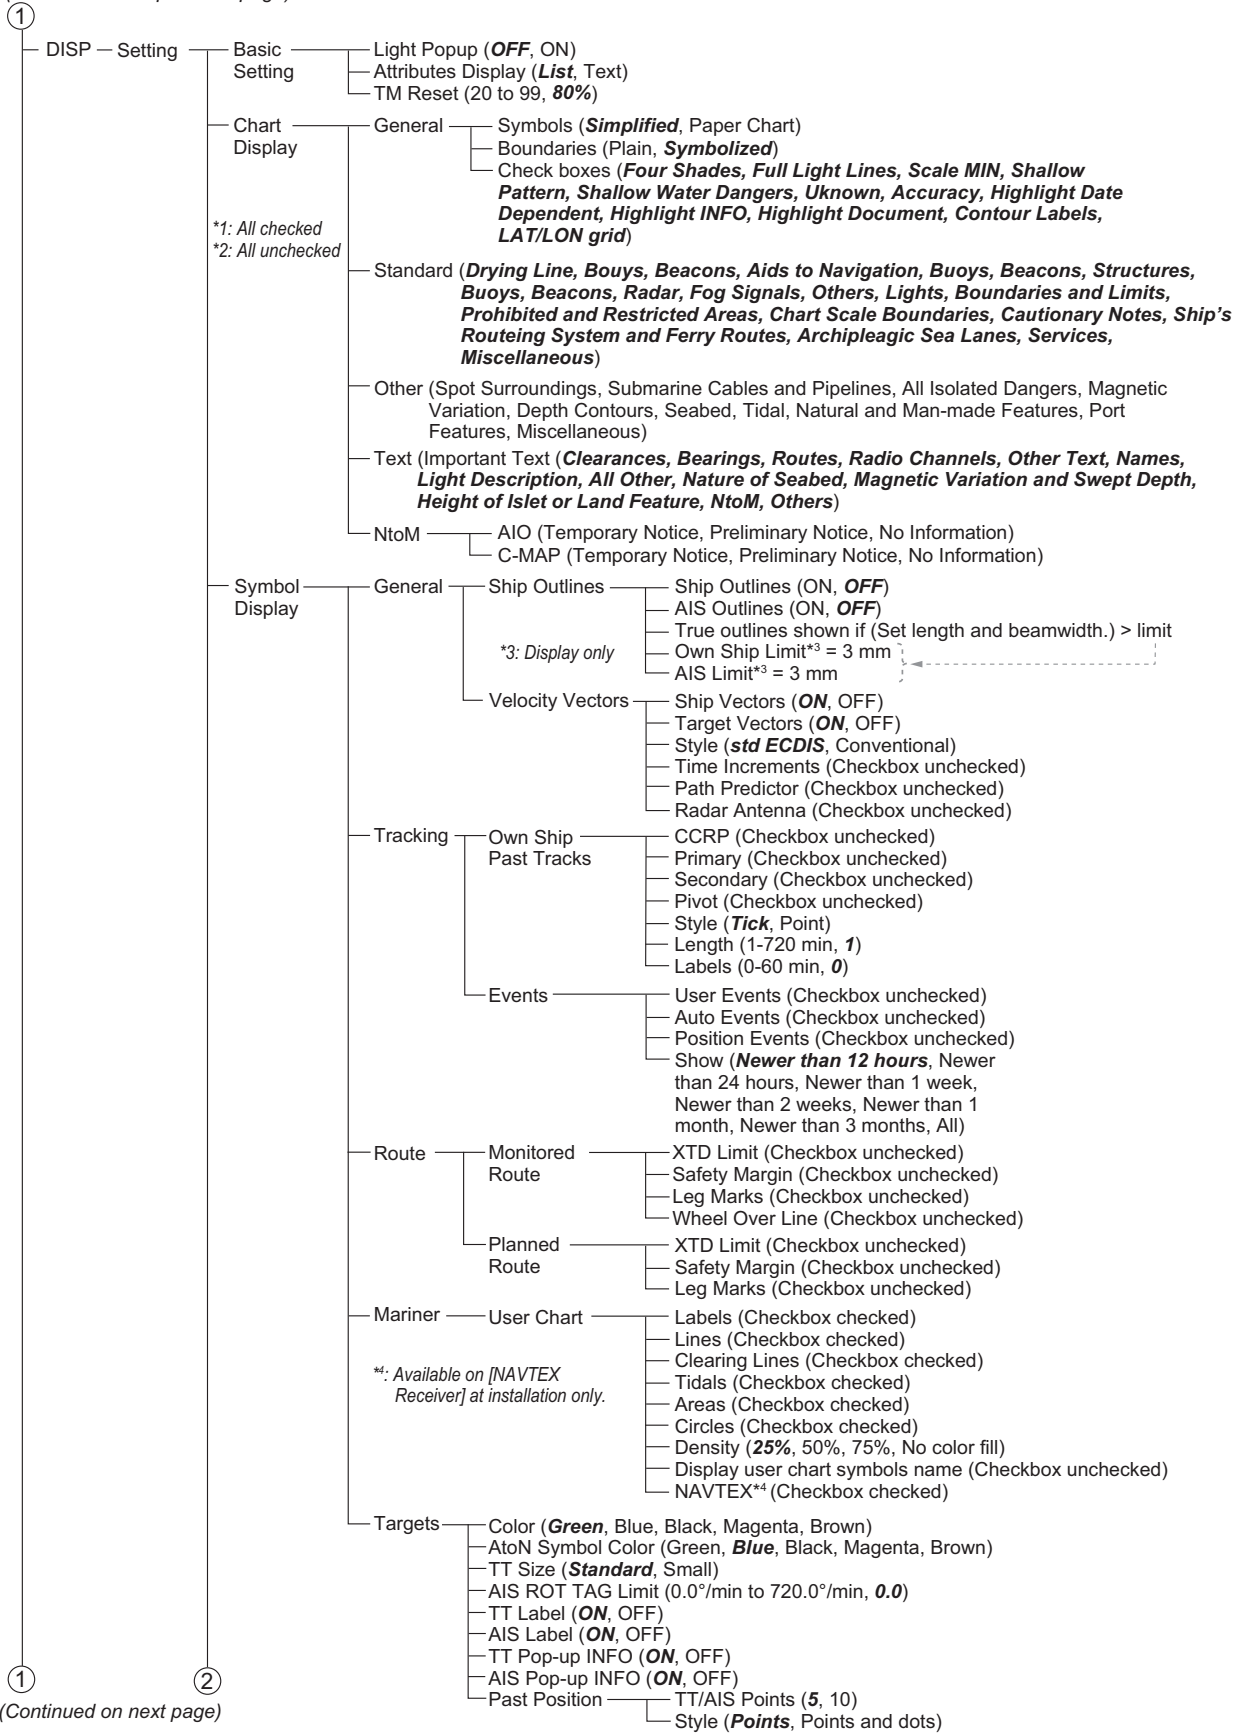 1
DISP
Setting
Basic
Setting
Light Popup (OFF, ON)
Attributes Display (List, Text)
TM Reset (20 to 99, 80%)
Chart
Display
*1: All checked
*2: All unchecked
General
Symbols (Simplified, Paper Chart)
Boundaries (Plain, Symbolized)
Check boxes (Four Shades, Full Light Lines, Scale MIN, Shallow
Pattern, Shallow Water Dangers, Uknown, Accuracy, Highlight Date
Dependent, Highlight INFO, Highlight Document, Contour Labels,
LAT/LON grid)
Standard (Drying Line, Bouys, Beacons, Aids to Navigation, Buoys, Beacons, Structures,
Buoys, Beacons, Radar, Fog Signals, Others, Lights, Boundaries and Limits,
Prohibited and Restricted Areas, Chart Scale Boundaries, Cautionary Notes, Ship's
Routeing System and Ferry Routes, Archipleagic Sea Lanes, Services,
Miscellaneous)
Other (Spot Surroundings, Submarine Cables and Pipelines, All Isolated Dangers, Magnetic
Variation, Depth Contours, Seabed, Tidal, Natural and Man-made Features, Port
Features, Miscellaneous)
Text (Important Text (Clearances, Bearings, Routes, Radio Channels, Other Text, Names,
Light Description, All Other, Nature of Seabed, Magnetic Variation and Swept Depth,
Height of Islet or Land Feature, NtoM, Others)
NtoM
AIO (Temporary Notice, Preliminary Notice, No Information)
C-MAP (Temporary Notice, Preliminary Notice, No Information)
Symbol
Display
General
Ship Outlines
*3: Display only
Ship Outlines (ON, OFF)
AIS Outlines (ON, OFF)
True outlines shown if (Set length and beamwidth.) > limit
Own Ship Limit*3 = 3 mm
AIS Limit*3 = 3 mm
Velocity Vectors
Ship Vectors (ON, OFF)
Target Vectors (ON, OFF)
Style (std ECDIS, Conventional)
Time Increments (Checkbox unchecked)
Path Predictor (Checkbox unchecked)
Radar Antenna (Checkbox unchecked)
Tracking
Own Ship
Past Tracks
CCRP (Checkbox unchecked)
Primary (Checkbox unchecked)
Secondary (Checkbox unchecked)
Pivot (Checkbox unchecked)
Style (Tick, Point)
Length (1-720 min, 1)
Labels (0-60 min, 0)
Events
User Events (Checkbox unchecked)
Auto Events (Checkbox unchecked)
Position Events (Checkbox unchecked)
Show (Newer than 12 hours, Newer
than 24 hours, Newer than 1 week,
Newer than 2 weeks, Newer than 1
month, Newer than 3 months, All)
Route
Monitored
Route
XTD Limit (Checkbox unchecked)
Safety Margin (Checkbox unchecked)
Leg Marks (Checkbox unchecked)
Wheel Over Line (Checkbox unchecked)
Planned
Route
XTD Limit (Checkbox unchecked)
Safety Margin (Checkbox unchecked)
Leg Marks (Checkbox unchecked)
Mariner
User Chart
*4: Available on [NAVTEX
Receiver] at installation only.
Labels (Checkbox checked)
Lines (Checkbox checked)
Clearing Lines (Checkbox checked)
Tidals (Checkbox checked)
Areas (Checkbox checked)
Circles (Checkbox checked)
Density (25%, 50%, 75%, No color fill)
Display user chart symbols name (Checkbox unchecked)
NAVTEX*4 (Checkbox checked)
Targets
Color (Green, Blue, Black, Magenta, Brown)
AtoN Symbol Color (Green, Blue, Black, Magenta, Brown)
TT Size (Standard, Small)
AIS ROT TAG Limit (0.0°/min to 720.0°/min, 0.0)
TT Label (ON, OFF)
AIS Label (ON, OFF)
TT Pop-up INFO (ON, OFF)
AIS Pop-up INFO (ON, OFF)
Past Position
TT/AIS Points (5, 10)
Style (Points, Points and dots)
1
2
(Continued on next page)